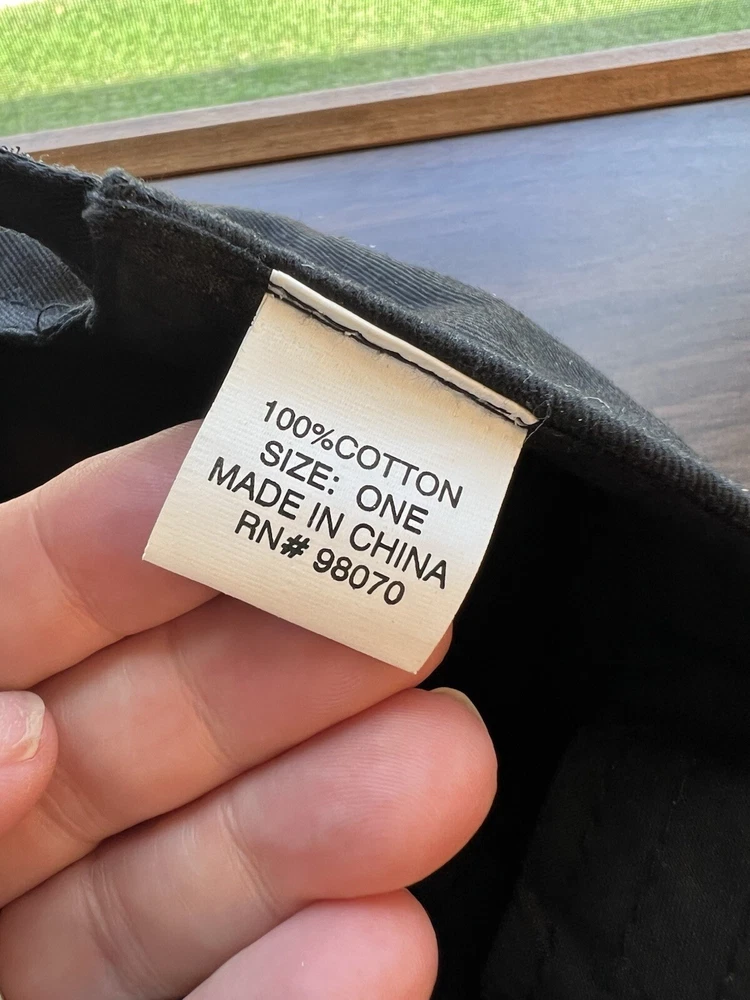 100%COTTON
SIZE: ONE
MADE IN CHINA
RN# 98070